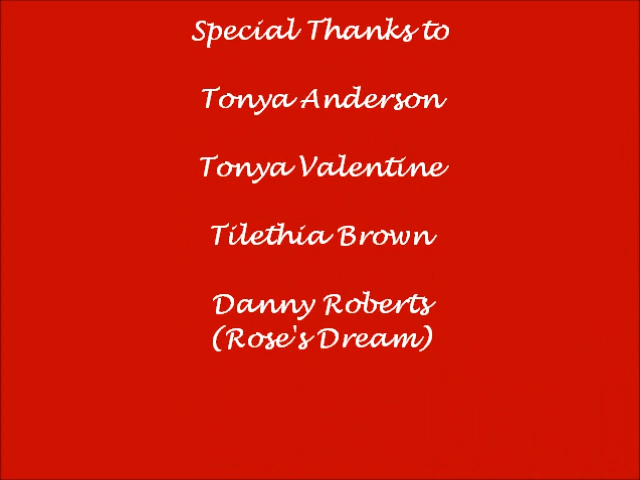 Special Thanks to
Tonya Anderson
Tonya Valentine
Tilethia Brown
Danny Roberts
(Rose's Dream)